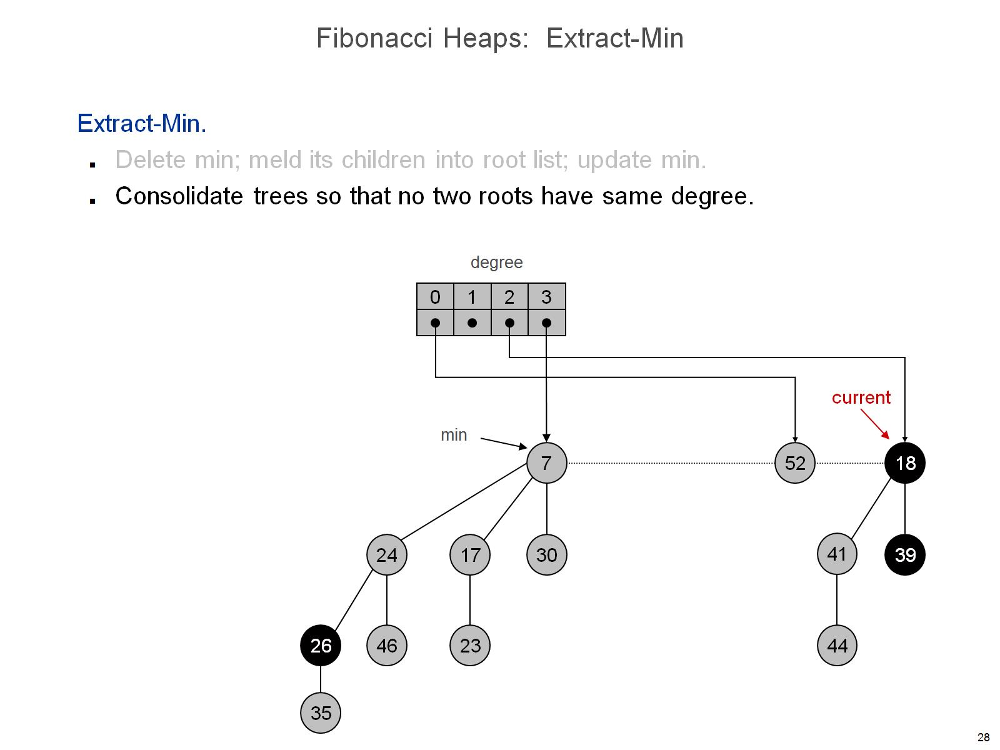 Fibonacci Heaps: Extract-Min
Extract-Min.
Delete min; meld its children into root list; update min.
Consolidate trees so that no two roots have same degree.
degree
0 1 2 3
current
min
7 52 18
24 17 30 41 39
26 46 23 44
35
28